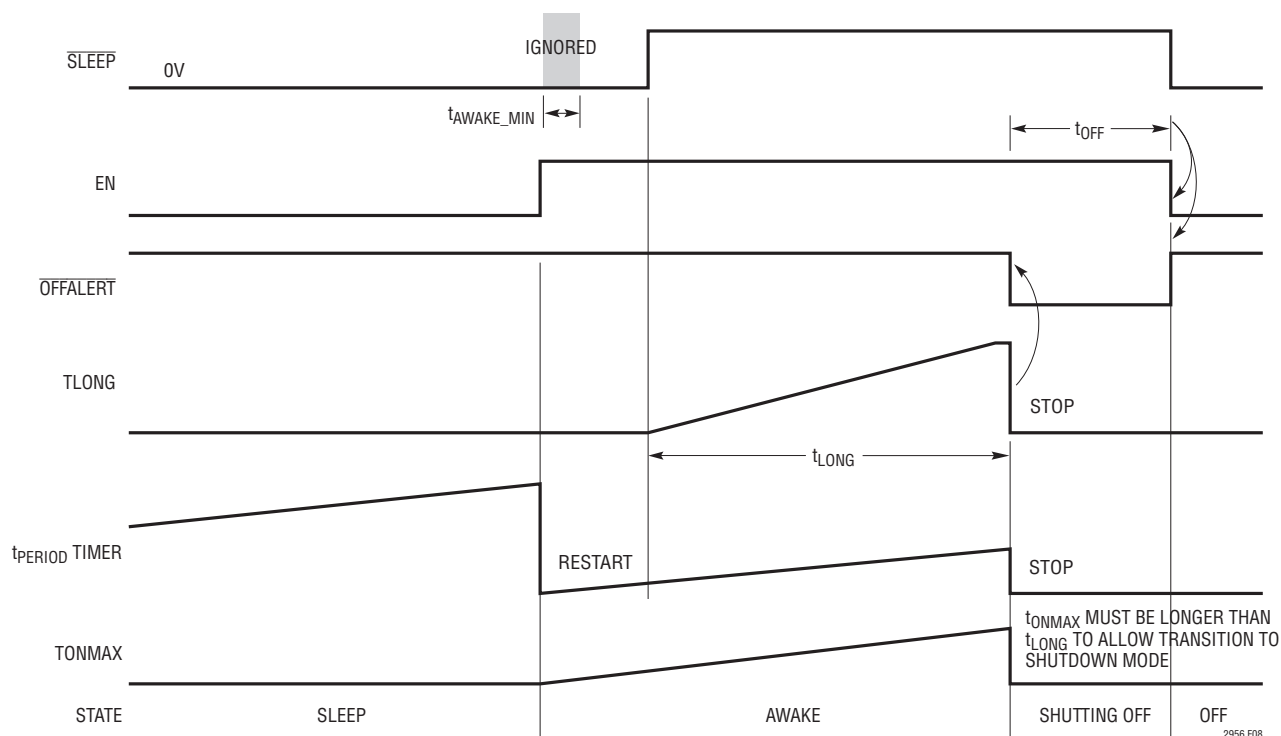 IGNORED
SLEEP
0V
tAWAKE_MIN
tOFF
EN
OFFALERT
TLONG
STOP
tLONG
tPERIOD TIMER
RESTART
STOP
tONMAX MUST BE LONGER THAN
tLONG TO ALLOW TRANSITION TO
SHUTDOWN MODE
TONMAX
STATE
SLEEP
AWAKE
SHUTTING OFF
OFF
2956 F08